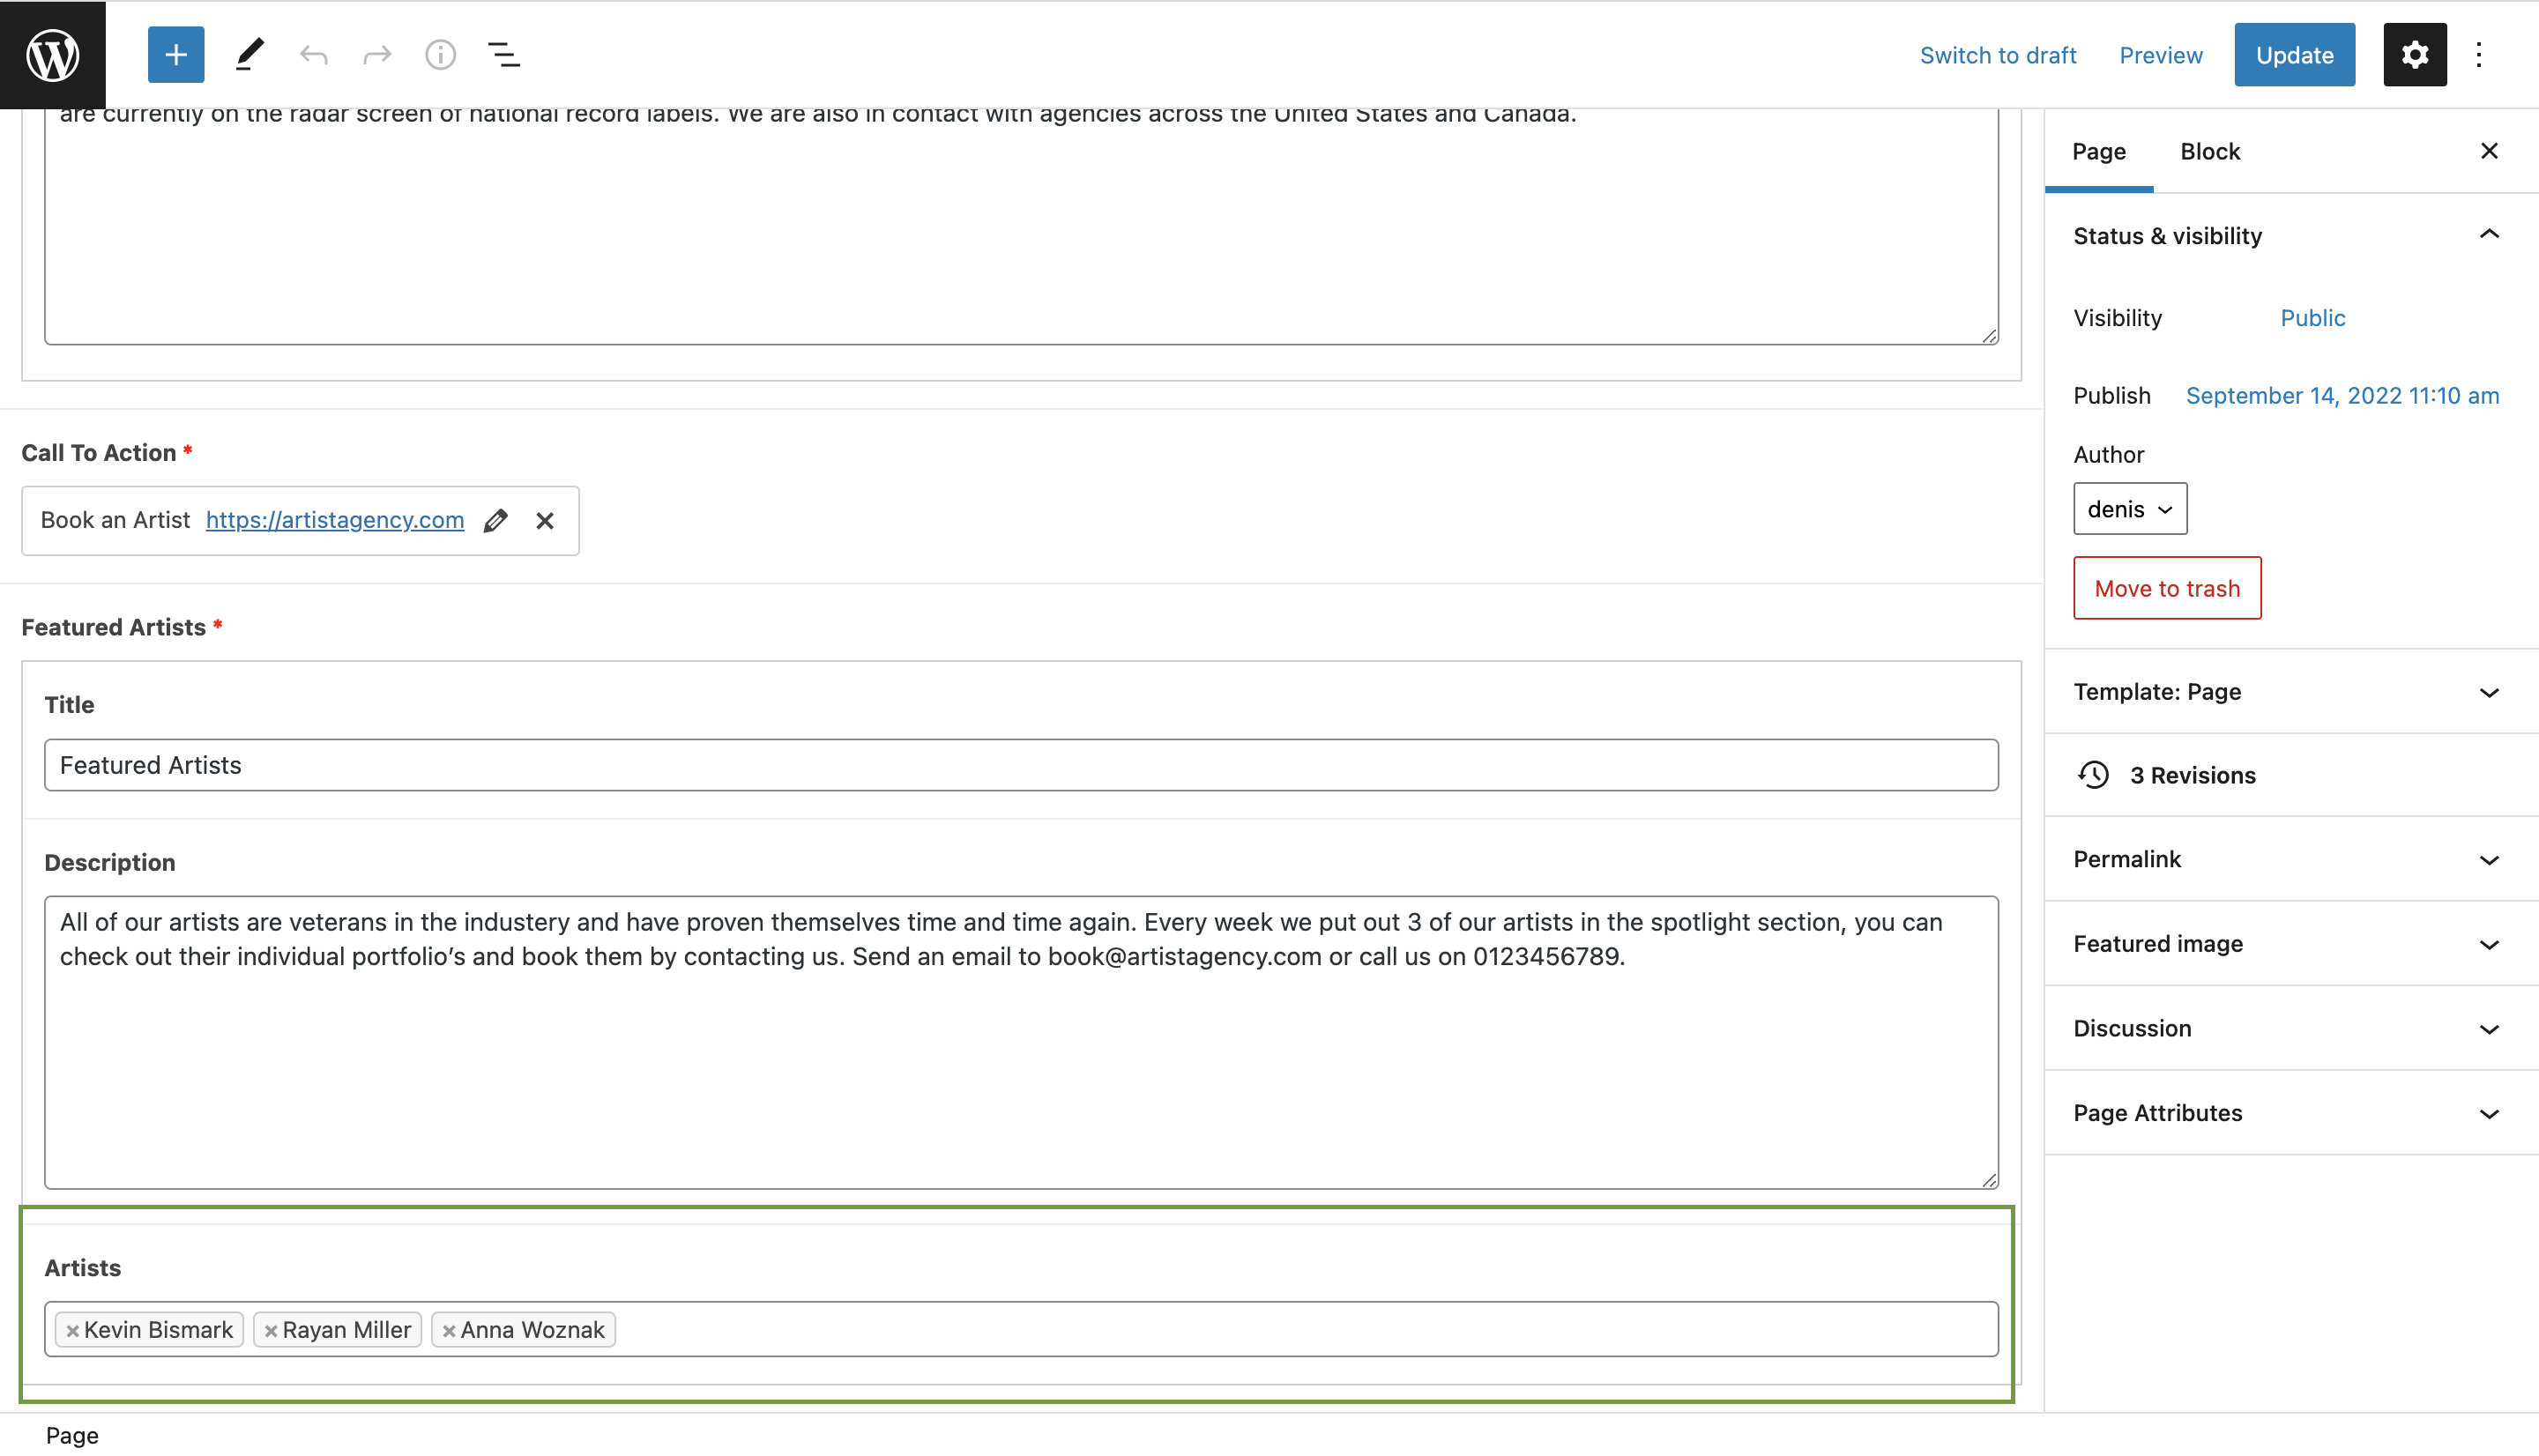 Switch to draft
Preview
Update
are currently on the radar screen of national record labels. We are also in contact with agencies across the United States and Canada.
Call To Action *
Book an Artist https://artistagency.com
Featured Artists *
Title
Featured Artists
Description
All of our artists are veterans in the industery and have proven themselves time and time again. Every week we put out 3 of our artists in the spotlight section, you can
check out their individual portfolio’s and book them by contacting us. Send an email to book@artistagency.com or call us on 0123456789.
Artists
×Kevin Bismark ×Rayan Miller ×Anna Woznak
Page
Page Block
Status & visibility
Visibility Public
Publish September 14, 2022 11:10 am
Author
denis
Move to trash
Template: Page
3 Revisions
Permalink
Featured image
Discussion
Page Attributes